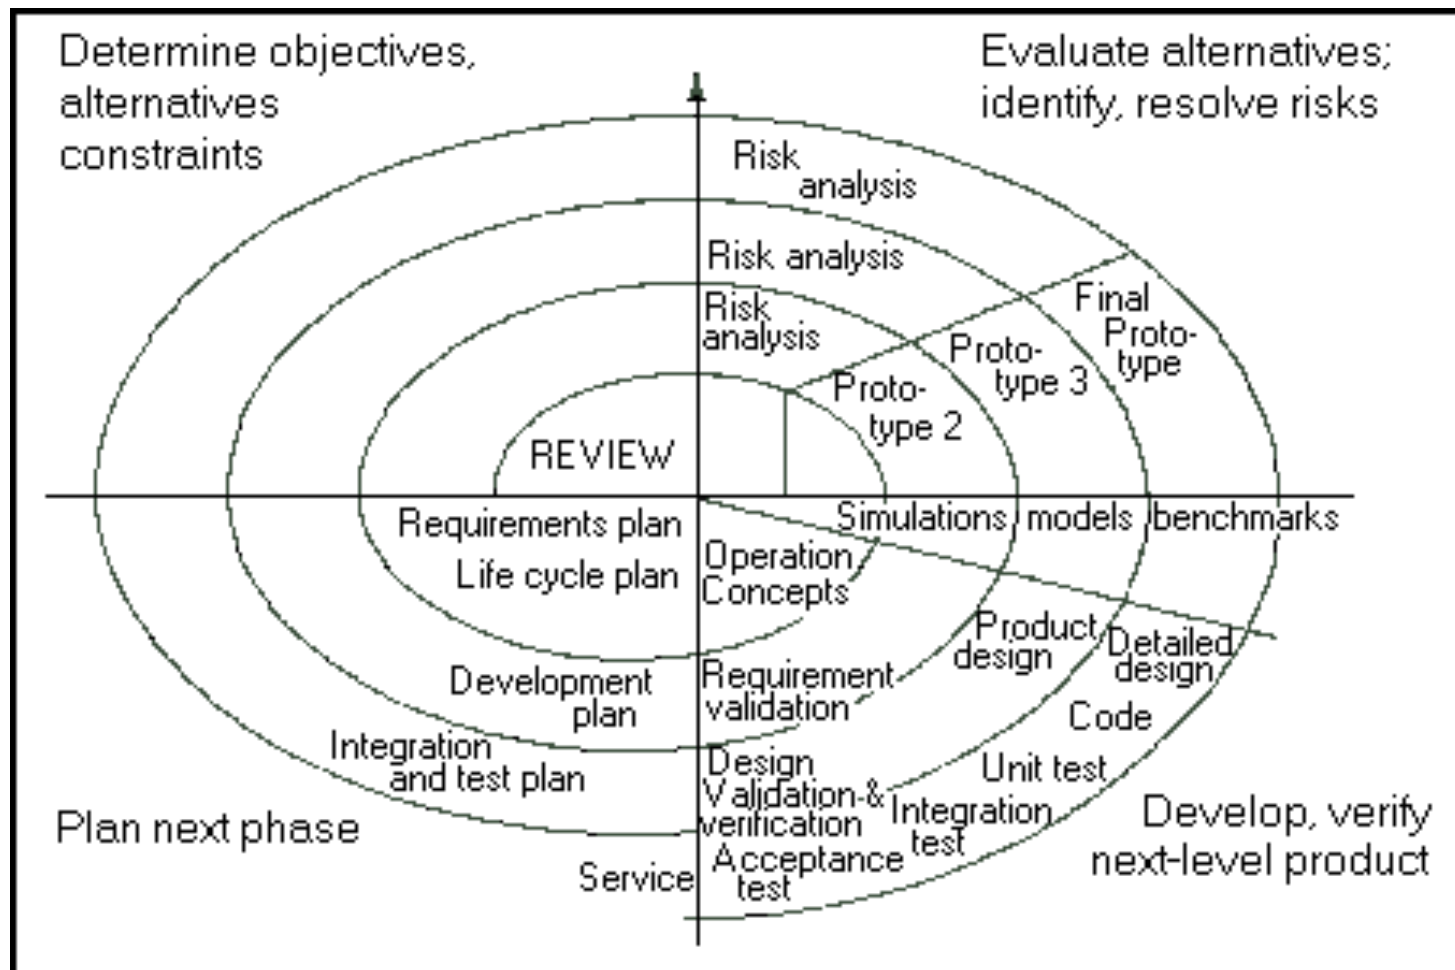 Determine objectives,
alternatives
constraints
Evaluate alternatives;
identify, resolve risks
Risk
analysis
Risk analysis
Risk
analysis
Final
Proto-
type
Proto-
type 3
Proto-
type 2
REVIEW
Requirements plan
Life cycle plan
Simulations models benchmarks
Operation
Concepts
Product
design
Detailed
design
Development
plan
Requirement
validation
Code
Integration
and test plan
Design
Validation-&
verification
Unit test
Integration
test
Acceptance
test
Service
Plan next phase
Develop, verify
next-level product